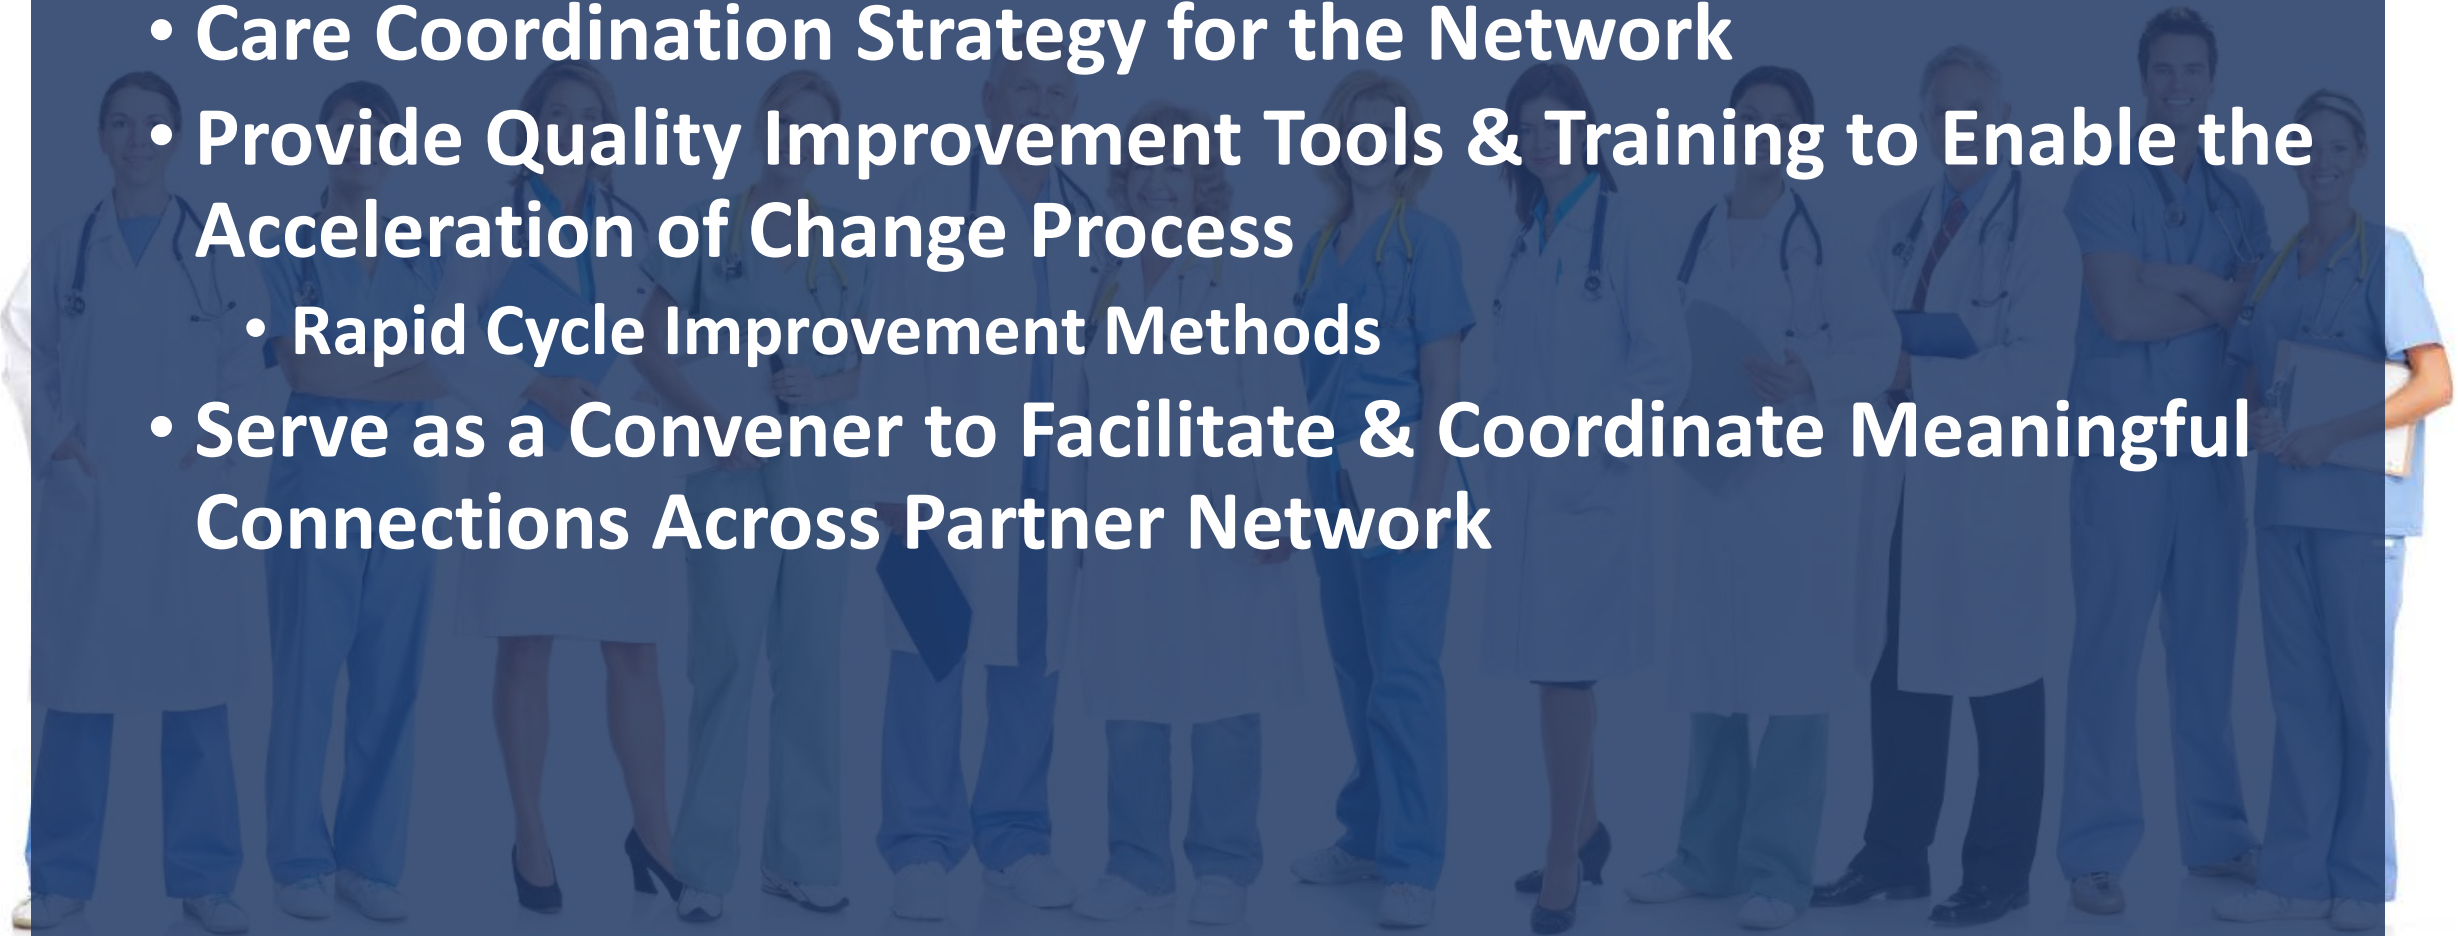 • Care Coordination Strategy for the Network
• Provide Quality Improvement Tools & Training to Enable the
Acceleration of Change Process
• Rapid Cycle Improvement Methods
• Serve as a Convener to Facilitate & Coordinate Meaningful
Connections Across Partner Network